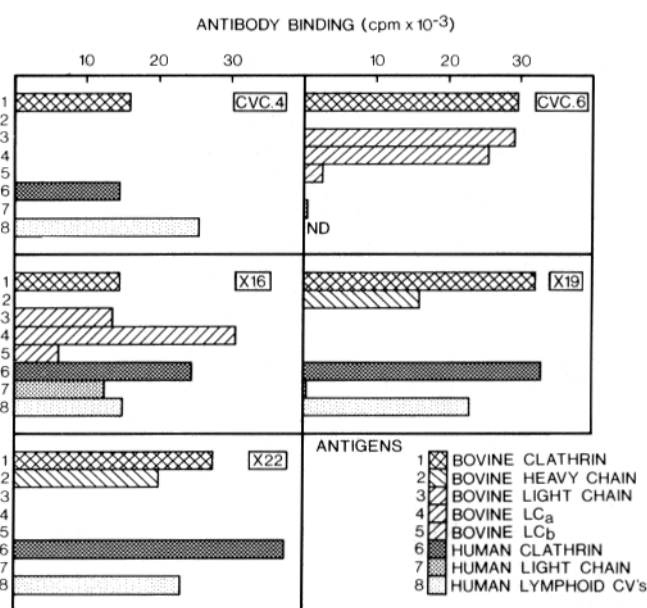 ANTIBODY BINDING (cpm x 10-3)
10 20 30 10 20 30
1 CVC.4 CVC.6
2
3
4
5
6
7
8 ND
1 X16 X19
2
3
4
5
6
7
8
ANTIGENS
1 X22 1 BOVINE CLATHRIN
2 2 BOVINE HEAVY CHAIN
3 3 BOVINE LIGHT CHAIN
4 4 BOVINE LCa
5 5 BOVINE LCb
6 6 HUMAN CLATHRIN
7 7 HUMAN LIGHT CHAIN
8 8 HUMAN LYMPHOID CV's